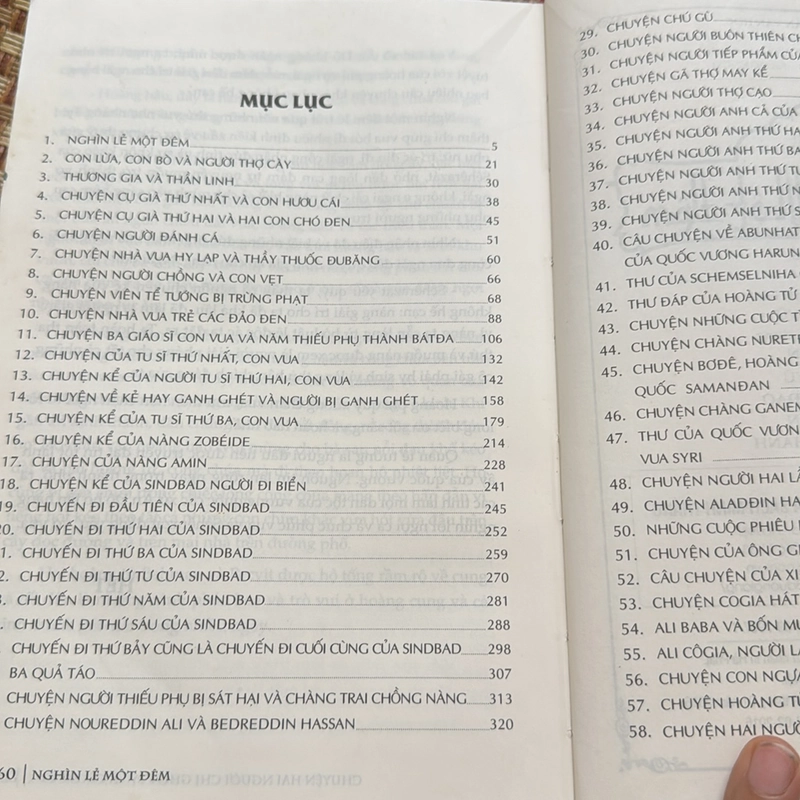 MỤC LỤC
1. NGHÌN LẺ MỘT ĐÊM 5
2. CON LỪA, CON BÒ VÀ NGƯỜI THỢ CÀY 21
3. THƯƠNG GIA VÀ THẦN LINH 30
4. CHUYỆN CỤ GIÀ THỨ NHẤT VÀ CON HƯƠU CÁI 38
5. CHUYỆN CỤ GIÀ THỨ HAI VÀ HAI CON CHÓ ĐEN 45
6. CHUYỆN NGƯỜI ĐÁNH CÁ 51
7. CHUYỆN NHÀ VUA HY LẠP VÀ THẦY THUỐC ĐUBĂNG 60
8. CHUYỆN NGƯỜI CHỒNG VÀ CON VẸT 66
9. CHUYỆN VIÊN TỂ TƯỚNG BỊ TRỪNG PHẠT 68
10. CHUYỆN NHÀ VUA TRẺ CÁC ĐẢO ĐEN 88
11. CHUYỆN BA GIÁO SĨ CON VUA VÀ NĂM THIẾU PHỤ THÀNH BÁTĐA 106
12. CHUYỆN CỦA TU SĨ THỨ NHẤT, CON VUA 132
13. CHUYỆN KỂ CỦA NGƯỜI TU SĨ THỨ HAI, CON VUA 142
14. CHUYỆN VỀ KẺ HAY GANH GHÉT VÀ NGƯỜI BỊ GANH GHÉT 158
15. CHUYỆN KỂ CỦA TU SĨ THỨ BA, CON VUA 179
16. CHUYỆN KỂ CỦA NÀNG ZOBÉIDE 214
17. CHUYỆN CỦA NÀNG AMIN 228
18. CHUYỆN KỂ CỦA SINDBAD NGƯỜI ĐI BIỂN 241
19. CHUYẾN ĐI ĐẦU TIÊN CỦA SINDBAD 245
20. CHUYẾN ĐI THỨ HAI CỦA SINDBAD 252
1. CHUYẾN ĐI THỨ BA CỦA SINDBAD 259
2. CHUYẾN ĐI THỨ TƯ CỦA SINDBAD 270
CHUYẾN ĐI THỨ NĂM CỦA SINDBAD 281
CHUYẾN ĐI THỨ SÁU CỦA SINDBAD 288
CHUYẾN ĐI THỨ BẢY CŨNG LÀ CHUYẾN ĐI CUỐI CÙNG CỦA SINDBAD 298
BA QUẢ TÁO 307
CHUYỆN NGƯỜI THIẾU PHỤ BỊ SÁT HẠI VÀ CHÀNG TRAI CHỒNG NÀNG 313
CHUYỆN NOUREDDIN ALI VÀ BEDREDDIN HASSAN 320
60 | NGHÌN LẺ MỘT ĐÊM
29. CHUYỆN CHÚ GÙ
30. CHUYỆN NGƯỜI BUÔN THIÊN
31. CHUYỆN NGƯỜI TIẾP PHẨM CỦA
32. CHUYỆN GÃ THỢ MAY KỂ
33. CHUYỆN NGƯỜI THỢ CẠO
34. CHUYỆN NGƯỜI ANH CẢ CỦA
35. CHUYỆN NGƯỜI ANH THỨ
36. CHUYỆN NGƯỜI ANH THỨ BA
37. CHUYỆN NGƯỜI ANH THỨ
38. CHUYỆN NGƯỜI ANH THỨ
39. CHUYỆN NGƯỜI ANH THỨ
40. CÂU CHUYỆN VỀ ABUNHAT
CỦA QUỐC VƯƠNG HARUN
41. THƯ CỦA SCHEMSELNIHA
42. THƯ ĐÁP CỦA HOÀNG TỬ
43. CHUYỆN NHỮNG CUỘC
44. CHUYỆN CHÀNG NURE
45. CHUYỆN BƠĐÊ, HOÀNG
QUỐC SAMANĐAN
46. CHUYỆN CHÀNG GANEM
47. THƯ CỦA QUỐC VƯƠN
VUA SYRI
48. CHUYỆN NGƯỜI HAI
49. CHUYỆN ALADDIN HA
50. NHỮNG CUỘC PHIÊU
51. CHUYỆN CỦA ÔNG
52. CÂU CHUYỆN CỦA XI
53. CHUYỆN COGIA HÁT
54. ALI BABA VÀ BỐN MƯ
55. ALI CÔGIA, NGƯỜI
56. CHUYỆN CON NGỰA
57. CHUYỆN HOÀNG TỬ
58. CHUYỆN HAI NGƯỜ